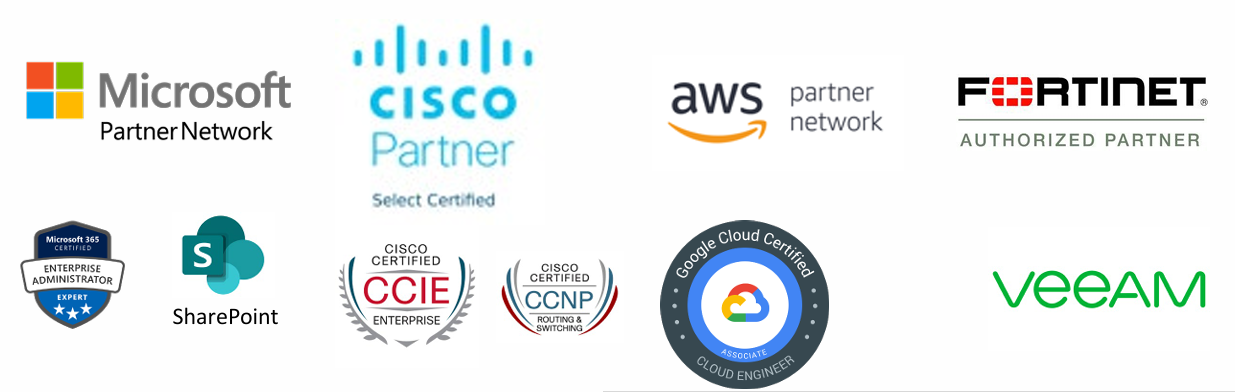 Microsoft
Partner Network
CISCO
Partner
Select Certified
aws
partner
network
FORTINET®
AUTHORIZED PARTNER
Microsoft 365
CERTIFIED
ENTERPRISE
ADMINISTRATOR
EXPERT
S
SharePoint
CISCO
CERTIFIED
CCIE
ENTERPRISE
CISCO
CERTIFIED
CCNP
ROUTING &
SWITCHING
Google Cloud Certified
ASSOCIATE
CLOUD ENGINEER
veeAM